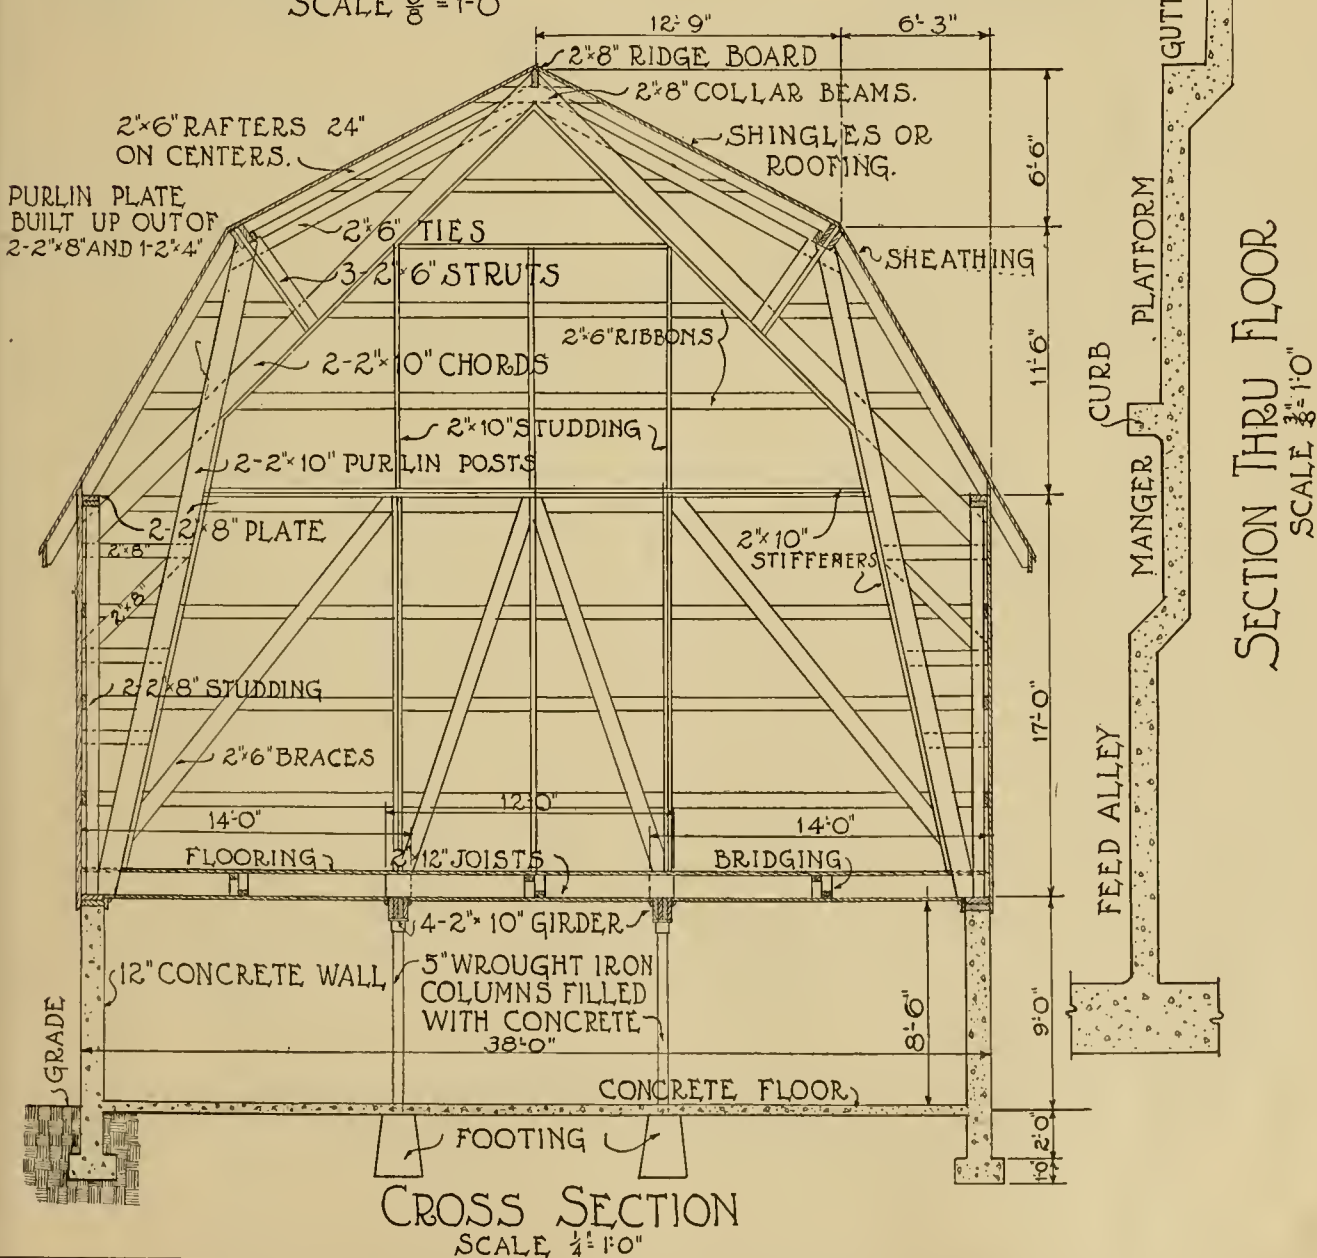 SCALE 3/8" = 1'-0"
12'-9"
6'-3"
2"x8" RIDGE BOARD
2"x8" COLLAR BEAMS.
2"x6" RAFTERS 24"
ON CENTERS.
SHINGLES OR
ROOFING.
6'-6"
PURLIN PLATE
BUILT UP OUT OF
2-2"x8" AND 1-2"x4"
2"x6" TIES
SHEATHING
3-2"x6" STRUTS
2"x6" RIBBONS
11'-6"
2-2"x10" CHORDS
2"x10" STUDDING
2-2"x10" PURLIN POSTS
2-2"x8" PLATE
2"x10"
STIFFENERS
2"x8"
2"x8"
17'-0"
2-2"x8" STUDDING
2"x6" BRACES
12'-0"
14'-0"
14'-0"
FLOORING
2"x12" JOISTS
BRIDGING
4-2"x10" GIRDER
12" CONCRETE WALL
5" WROUGHT IRON
COLUMNS FILLED
WITH CONCRETE
38'-0"
8'-6"
9'-0"
GRADE
CONCRETE FLOOR
FOOTING
2'-0"
1'-0"
CROSS SECTION
SCALE 1/4" = 1'-0"
GUTT
PLATFORM
CURB
MANGER
FEED ALLEY
SECTION THRU FLOOR
SCALE 3/8" = 1'-0"